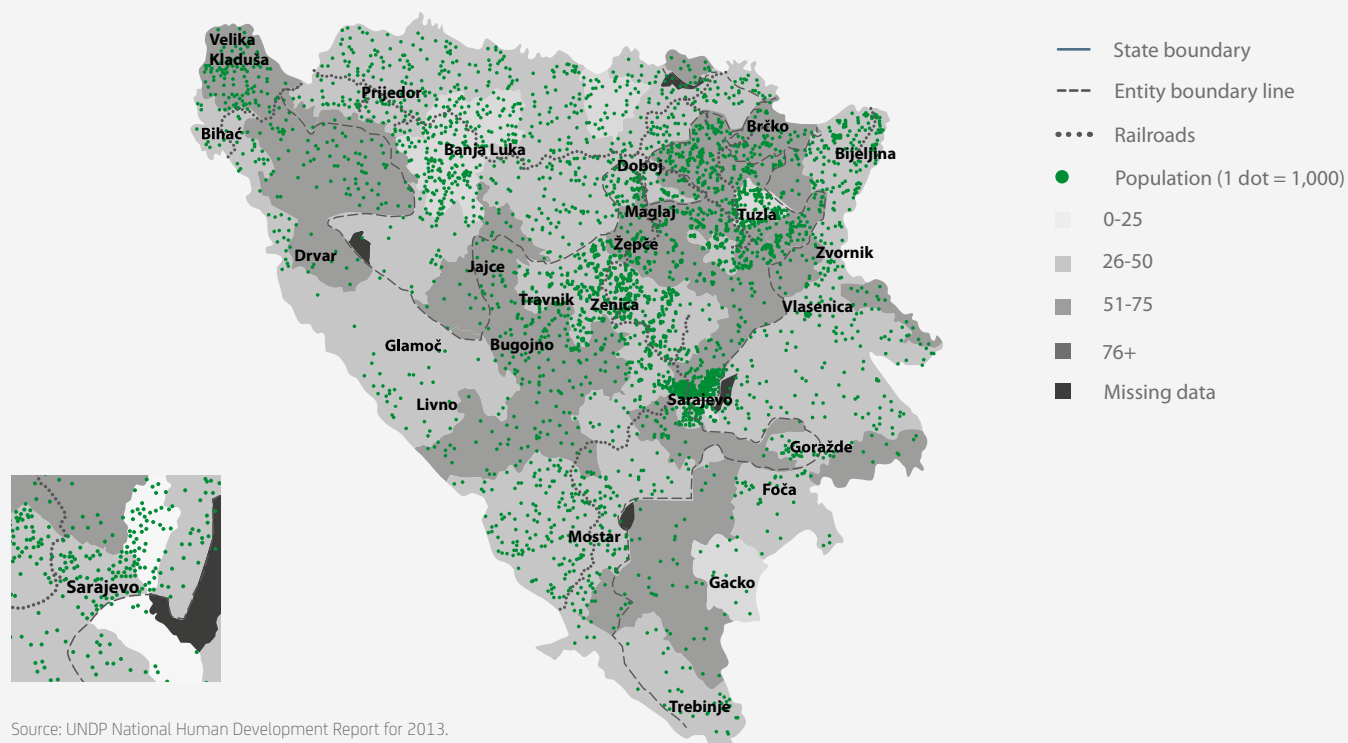 Velika
Kladuša
Prijedor
Bihać
Banja Luka
Brčko
Bijeljina
Doboj
Maglaj
Tuzla
Žepče
Drvar
Jajce
Zvornik
Travnik
Zenica
Vlasenica
Glamoč
Bugojno
Livno
Sarajevo
Goražde
Foča
Mostar
Gacko
Trebinje
Sarajevo
State boundary
Entity boundary line
Railroads
Population (1 dot = 1,000)
0-25
26-50
51-75
76+
Missing data
Source: UNDP National Human Development Report for 2013.